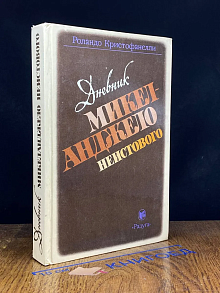 Роландо Кристофанелли
Дневник
МИКЕЛ-
АНДЖЕЛО
НЕИСТОВОГО
«Радуга»
Дневник МИКЕЛАНДЖЕЛО НЕИСТОВОГО